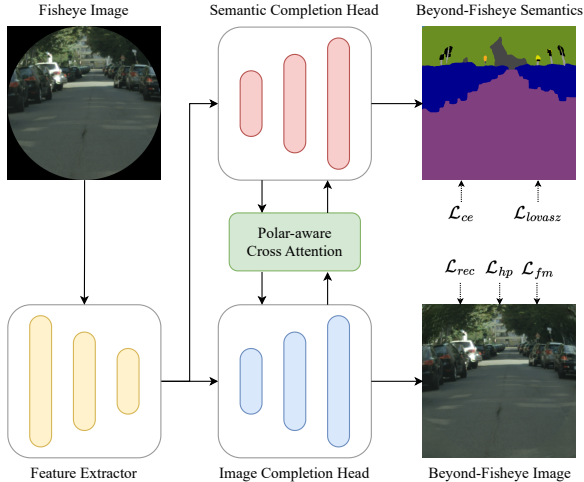 Fisheye Image
Semantic Completion Head
Beyond-Fisheye Semantics
ℒce
ℒlovasz
Polar-aware
Cross Attention
ℒrec
ℒhp
ℒfm
Feature Extractor
Image Completion Head
Beyond-Fisheye Image